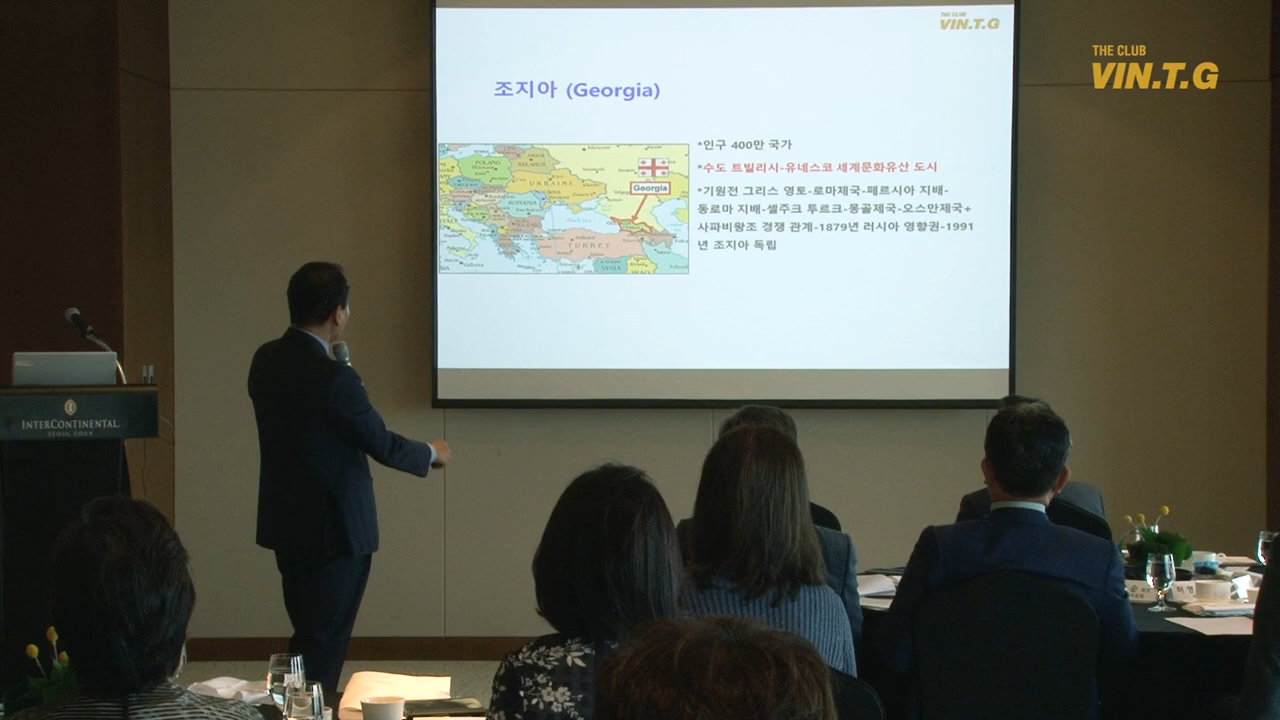 THE CLUB
VIN.T.G
THE CLUB
VIN.T.G
조지아 (Georgia)
*인구 400만 국가
*수도 트빌리시-유네스코 세계문화유산 도시
*기원전 그리스 영토-로마제국-페르시아 지배-
동로마 지배-셀주크 투르크-몽골제국-오스만제국+
사파비왕조 경쟁 관계-1879년 러시아 영향권-1991
년 조지아 독립
POLAND
BELARUS
UKRAINE
ROMANIA
Georgia
TURKEY
SYRIA
INTERCONTINENTAL
SEOUL COEX